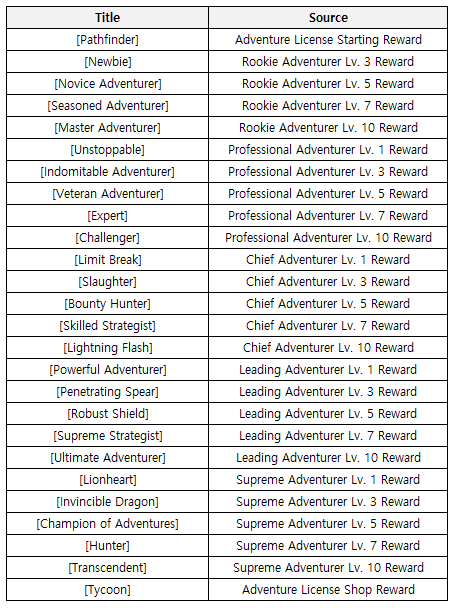 Title Source
[Pathfinder] Adventure License Starting Reward
[Newbie] Rookie Adventurer Lv. 3 Reward
[Novice Adventurer] Rookie Adventurer Lv. 5 Reward
[Seasoned Adventurer] Rookie Adventurer Lv. 7 Reward
[Master Adventurer] Rookie Adventurer Lv. 10 Reward
[Unstoppable] Professional Adventurer Lv. 1 Reward
[Indomitable Adventurer] Professional Adventurer Lv. 3 Reward
[Veteran Adventurer] Professional Adventurer Lv. 5 Reward
[Expert] Professional Adventurer Lv. 7 Reward
[Challenger] Professional Adventurer Lv. 10 Reward
[Limit Break] Chief Adventurer Lv. 1 Reward
[Slaughter] Chief Adventurer Lv. 3 Reward
[Bounty Hunter] Chief Adventurer Lv. 5 Reward
[Skilled Strategist] Chief Adventurer Lv. 7 Reward
[Lightning Flash] Chief Adventurer Lv. 10 Reward
[Powerful Adventurer] Leading Adventurer Lv. 1 Reward
[Penetrating Spear] Leading Adventurer Lv. 3 Reward
[Robust Shield] Leading Adventurer Lv. 5 Reward
[Supreme Strategist] Leading Adventurer Lv. 7 Reward
[Ultimate Adventurer] Leading Adventurer Lv. 10 Reward
[Lionheart] Supreme Adventurer Lv. 1 Reward
[Invincible Dragon] Supreme Adventurer Lv. 3 Reward
[Champion of Adventures] Supreme Adventurer Lv. 5 Reward
[Hunter] Supreme Adventurer Lv. 7 Reward
[Transcendent] Supreme Adventurer Lv. 10 Reward
[Tycoon] Adventure License Shop Reward